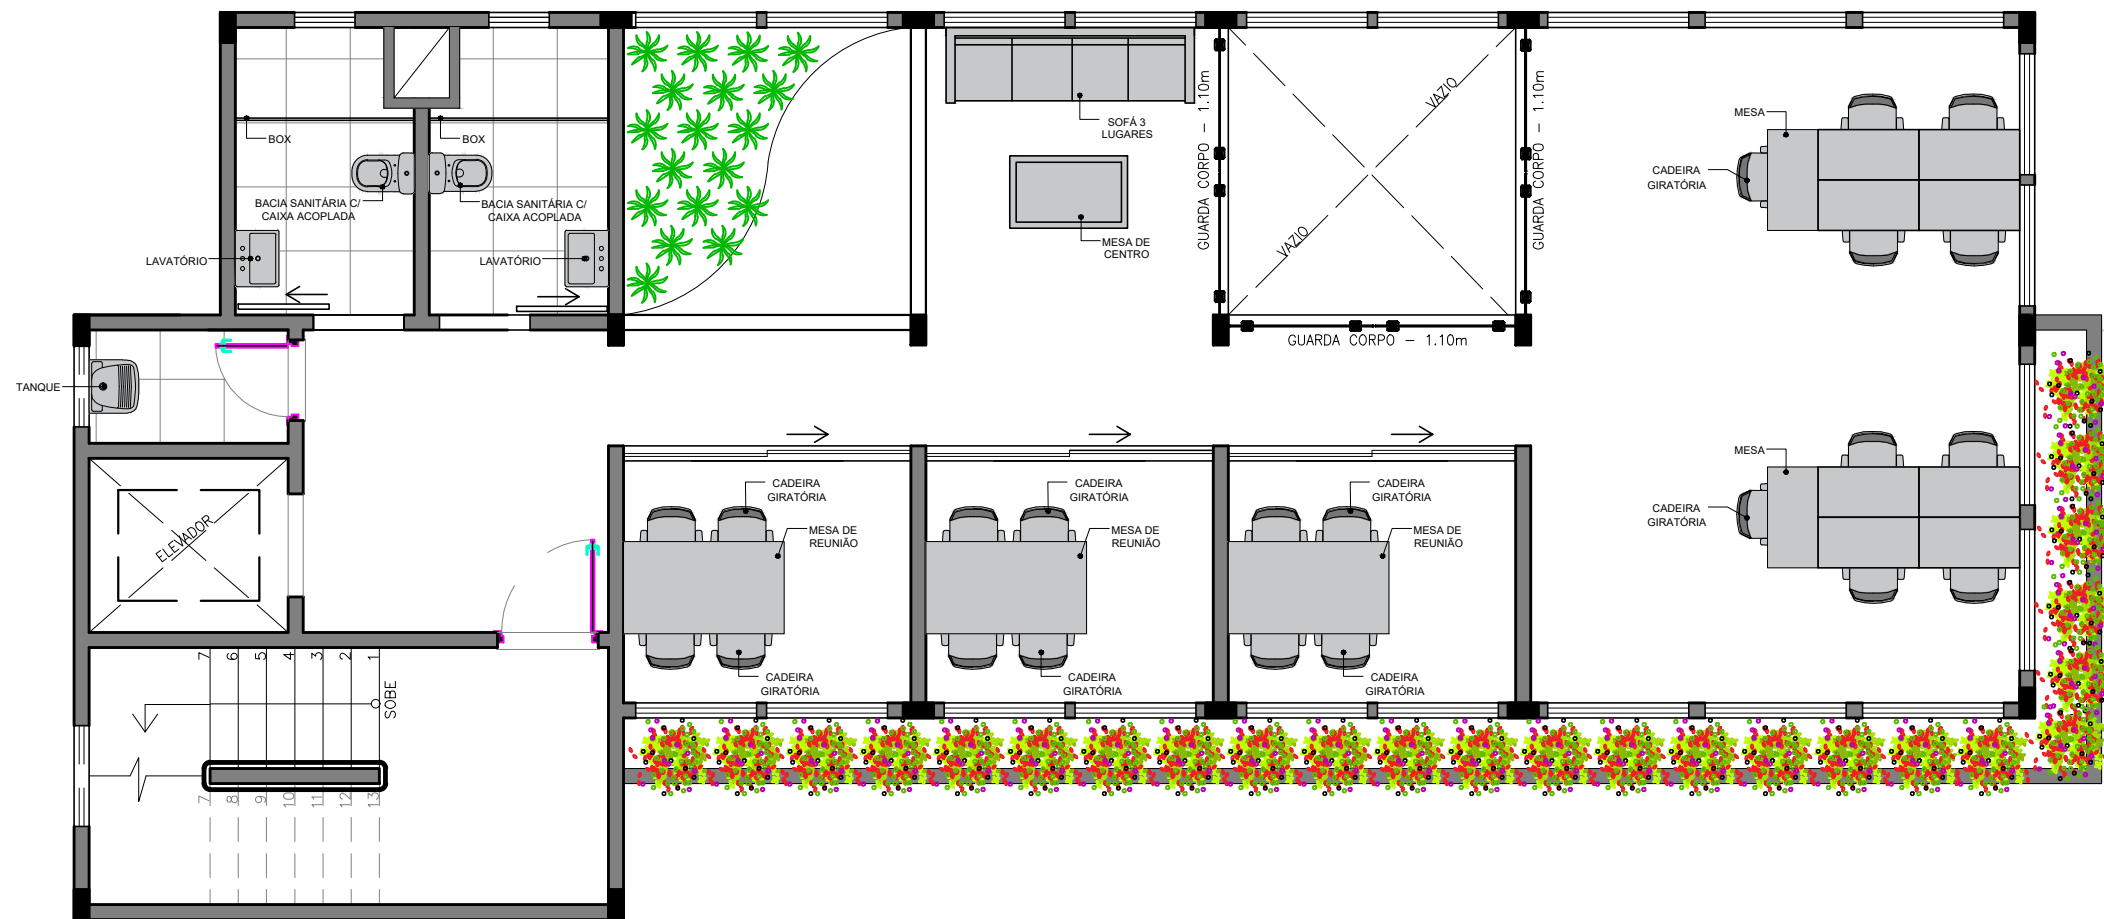 BOX
BOX
BACIA SANITÁRIA C/
CAIXA ACOPLADA
BACIA SANITÁRIA C/
CAIXA ACOPLADA
LAVATÓRIO
LAVATÓRIO
TANQUE
ELEVADOR
SOFÁ 3
LUGARES
MESA DE
CENTRO
GUARDA CORPO - 1.10m
VAZIO
VAZIO
GUARDA CORPO - 1.10m
GUARDA CORPO - 1.10m
MESA
CADEIRA
GIRATÓRIA
MESA
CADEIRA
GIRATÓRIA
CADEIRA
GIRATÓRIA
MESA DE
REUNIÃO
CADEIRA
GIRATÓRIA
CADEIRA
GIRATÓRIA
MESA DE
REUNIÃO
CADEIRA
GIRATÓRIA
CADEIRA
GIRATÓRIA
MESA DE
REUNIÃO
CADEIRA
GIRATÓRIA
7 6 5 4 3 2 1
SOBE
7 8 9 10 11 12 13